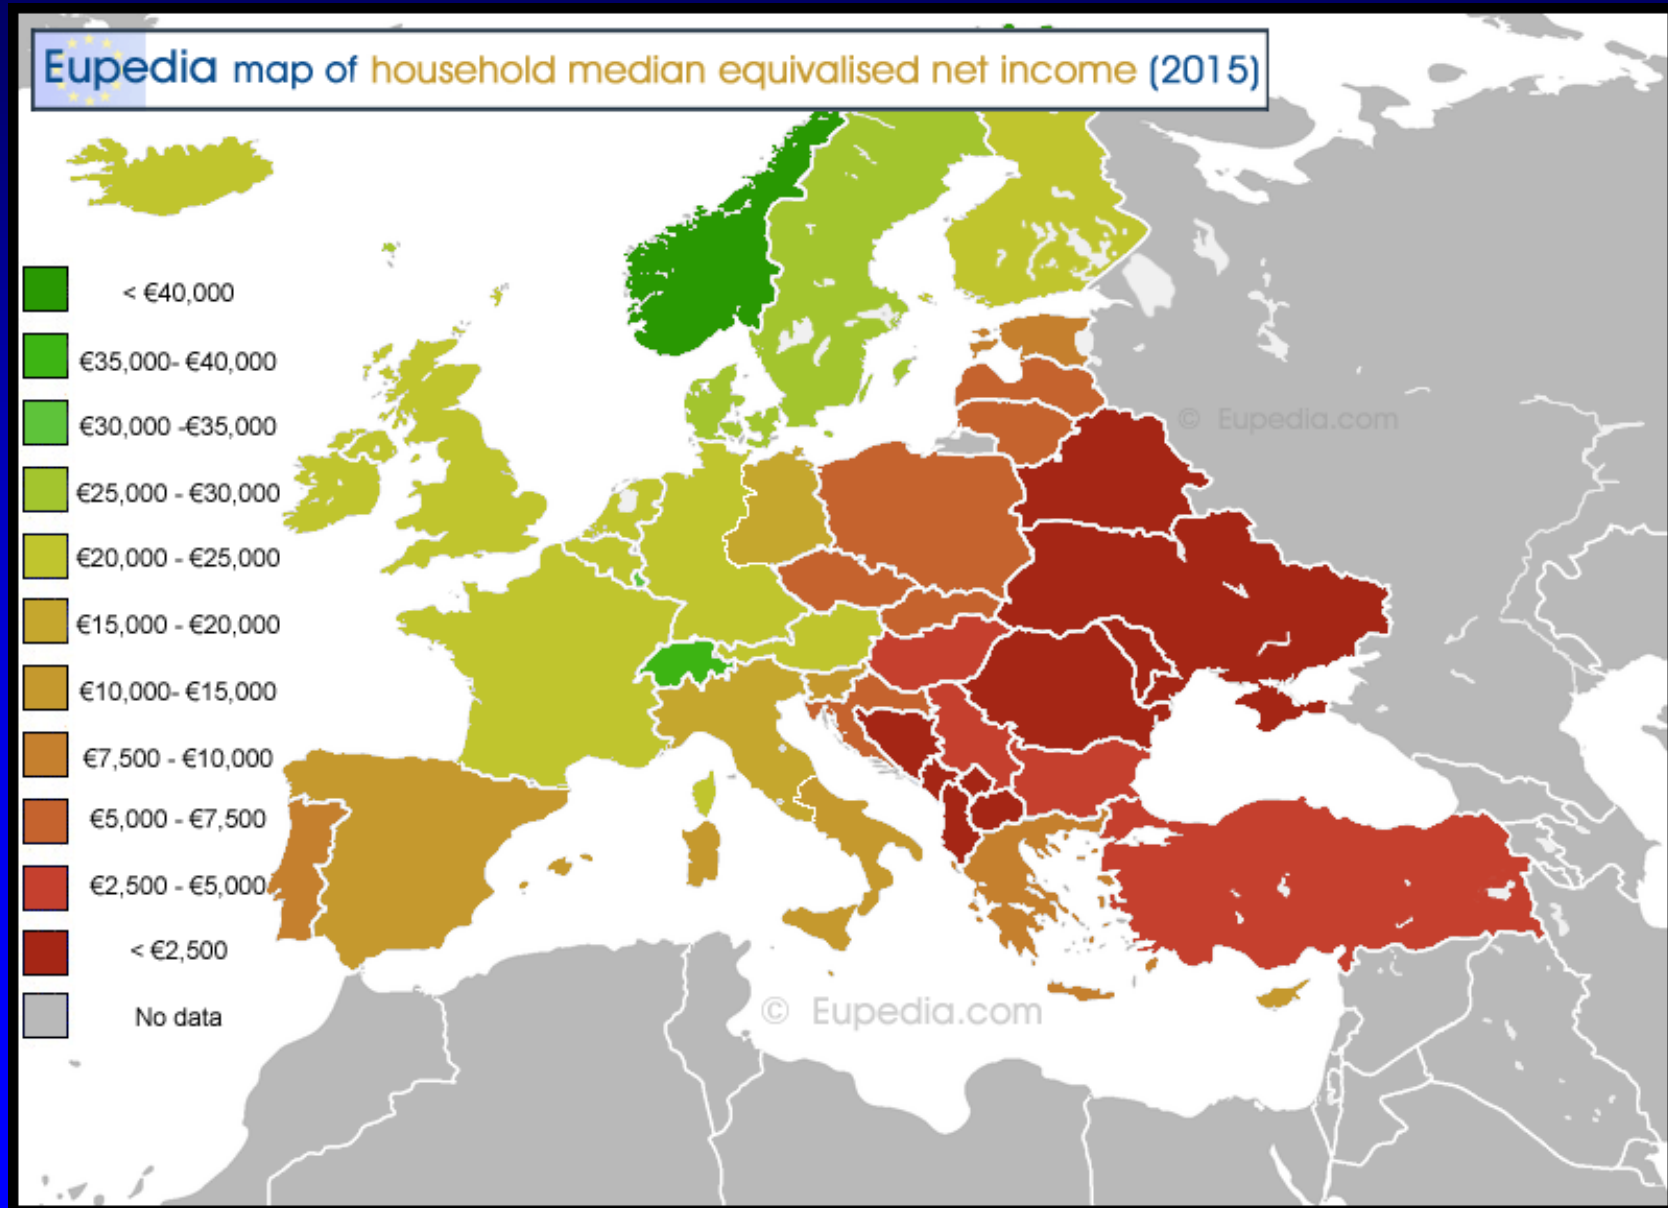 Eupedia map of household median equivalised net income (2015)
< €40,000
€35,000- €40,000
€30,000 -€35,000
€25,000 - €30,000
€20,000 - €25,000
€15,000 - €20,000
€10,000- €15,000
€7,500 - €10,000
€5,000 - €7,500
€2,500 - €5,000
< €2,500
No data
© Eupedia.com
© Eupedia.com